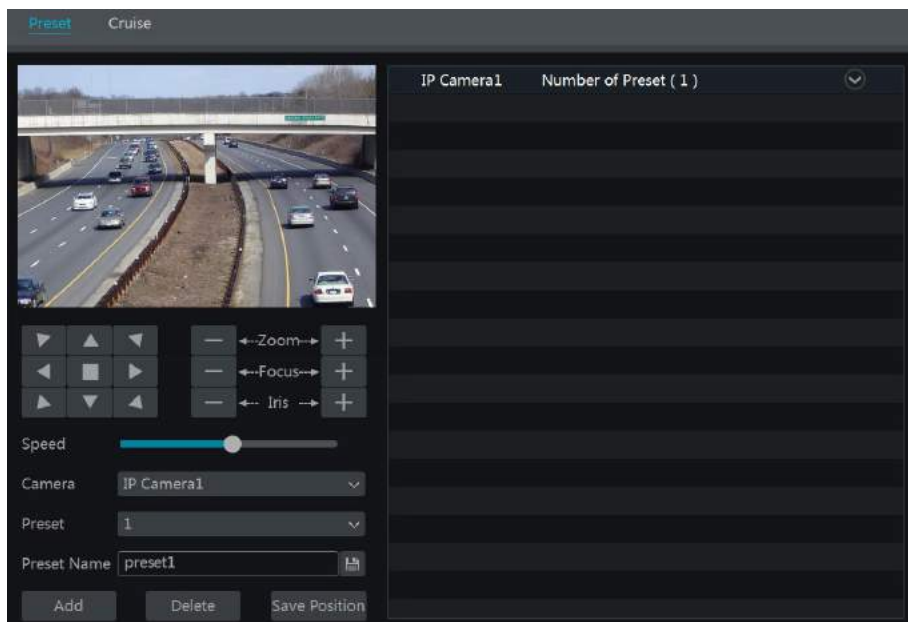 Preset Cruise
IP Camera1 Number of Preset ( 1 )
Zoom
Focus
Iris
Speed
Camera IP Camera1
Preset 1
Preset Name preset1
Add Delete Save Position